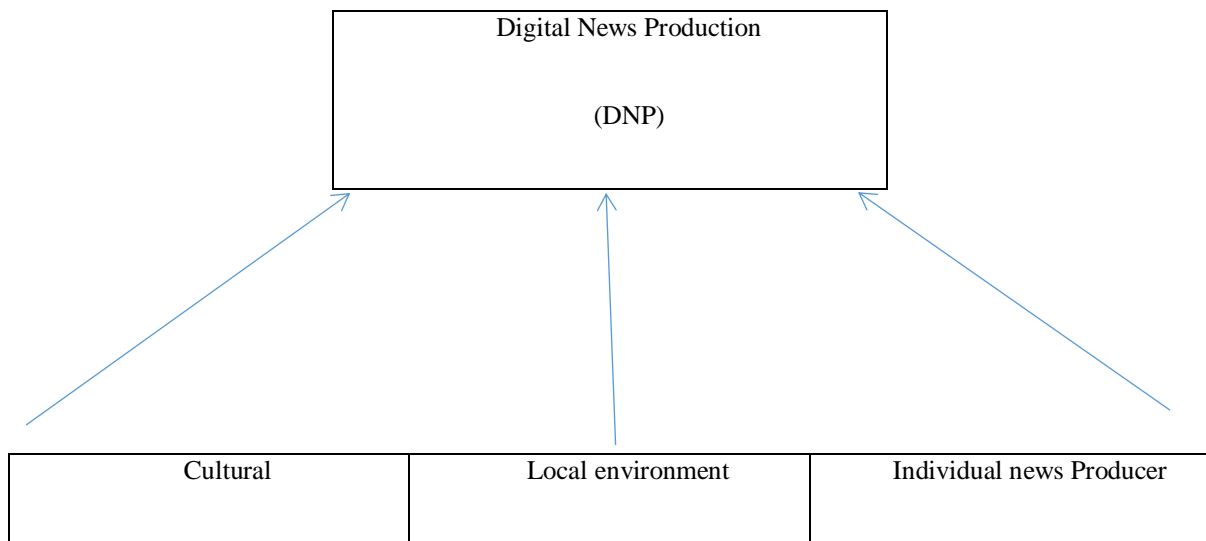 Digital News Production
(DNP)
Cultural
Local environment
Individual news Producer